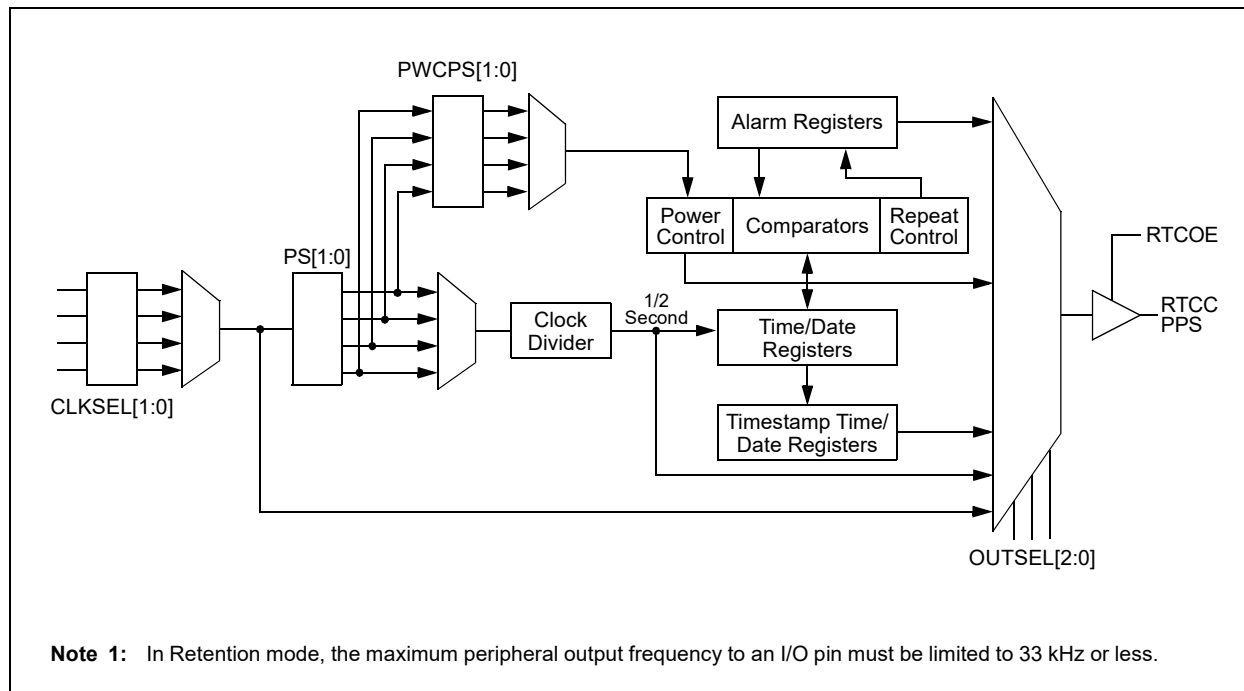 PWCPS[1:0]
Alarm Registers
Power
Control
Comparators
Repeat
Control
RTCOE
PS[1:0]
1/2
Second
Clock
Divider
Time/Date
Registers
RTCC
PPS
CLKSEL[1:0]
Timestamp Time/
Date Registers
OUTSEL[2:0]
Note 1: In Retention mode, the maximum peripheral output frequency to an I/O pin must be limited to 33 kHz or less.